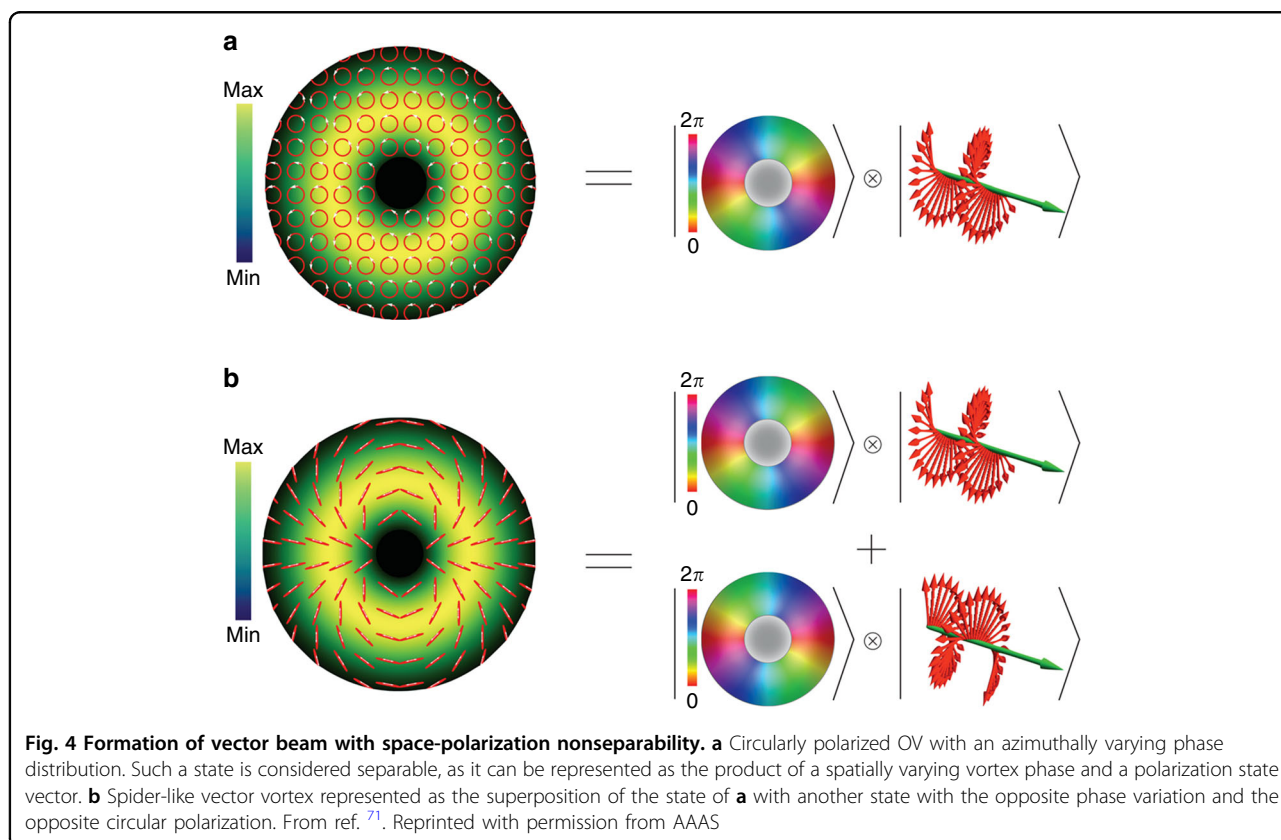 a
Max
Min
2π
0
=
⊗
b
Max
Min
=
2π
0
⊗
+
2π
0
⊗
Fig. 4 Formation of vector beam with space-polarization nonseparability. a Circularly polarized OV with an azimuthally varying phase
distribution. Such a state is considered separable, as it can be represented as the product of a spatially varying vortex phase and a polarization state
vector. b Spider-like vector vortex represented as the superposition of the state of a with another state with the opposite phase variation and the
opposite circular polarization. From ref. 71. Reprinted with permission from AAAS